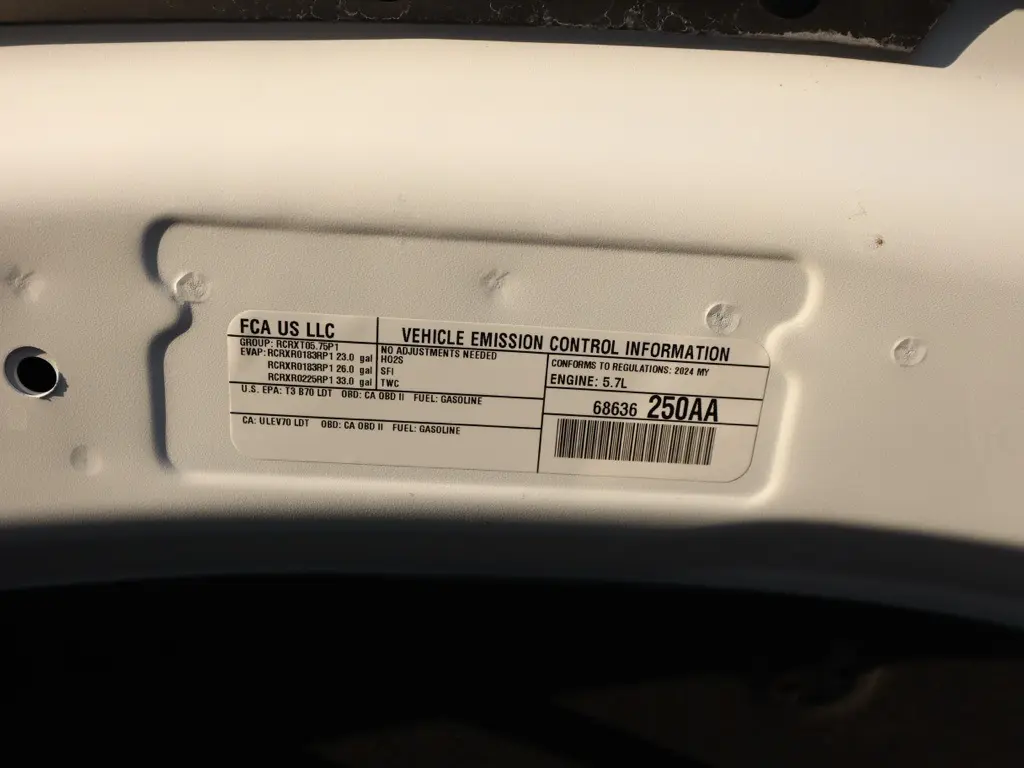 FCA US LLC
VEHICLE EMISSION CONTROL INFORMATION
GROUP: RCRXT05.75P1
EVAP: RCRXR0183RP1 23.0 gal
RCRXR0183RP1 26.0 gal
RCRXR0225RP1 33.0 gal
NO ADJUSTMENTS NEEDED
HO2S
SFI
TWC
CONFORMS TO REGULATIONS: 2024 MY
ENGINE: 5.7L
U.S. EPA: T3 B70 LDT OBD: CA OBD II FUEL: GASOLINE
CA: ULEV70 LDT OBD: CA OBD II FUEL: GASOLINE
68636 250AA